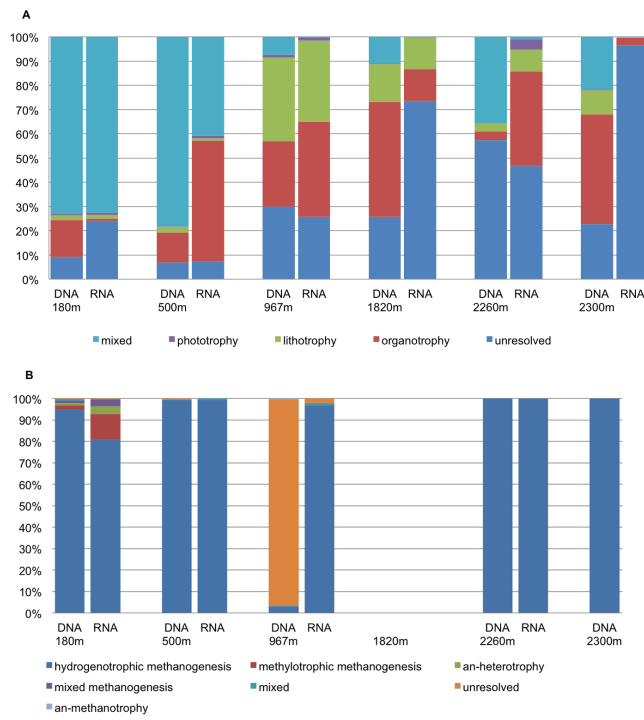 A
100%
90%
80%
70%
60%
50%
40%
30%
20%
10%
0%
DNA RNA DNA RNA DNA RNA DNA RNA DNA RNA DNA RNA
180m 500m 967m 1820m 2260m 2300m
mixed phototrophy lithotrophy organotrophy unresolved
B
100%
90%
80%
70%
60%
50%
40%
30%
20%
10%
0%
DNA RNA DNA RNA DNA RNA DNA RNA DNA
180m 500m 967m 1820m 2260m 2300m
hydrogenotrophic methanogenesis methylotrophic methanogenesis an-heterotrophy
mixed methanogenesis mixed unresolved
an-methanotrophy